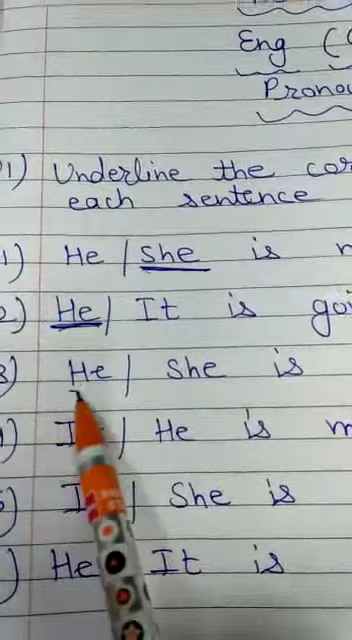 Eng (
Pronou
1) Underline the cor
each sentence
1) He / She is
2) He / It is goi
3) He / She is
4) I / He is m
5) I / She is
) He It is